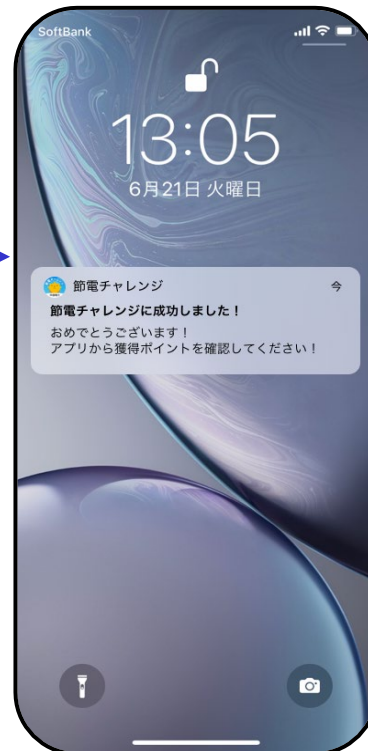 SoftBank
13:05
6月21日 火曜日
節電チャレンジ 今
節電チャレンジに成功しました！
おめでとうございます！
アプリから獲得ポイントを確認してください！